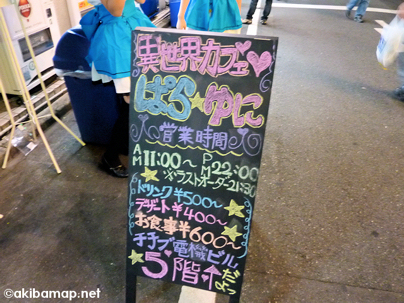 異世界カフェ♡
ぱら☆ゆに
♡営業時間♡
AM11:00～PM22:00
※ラストオーダー21:30
ドリンク¥500～
デザート¥400～
お食事¥600～
チチブ電機ビル
5階↑だよ
©akibamap.net